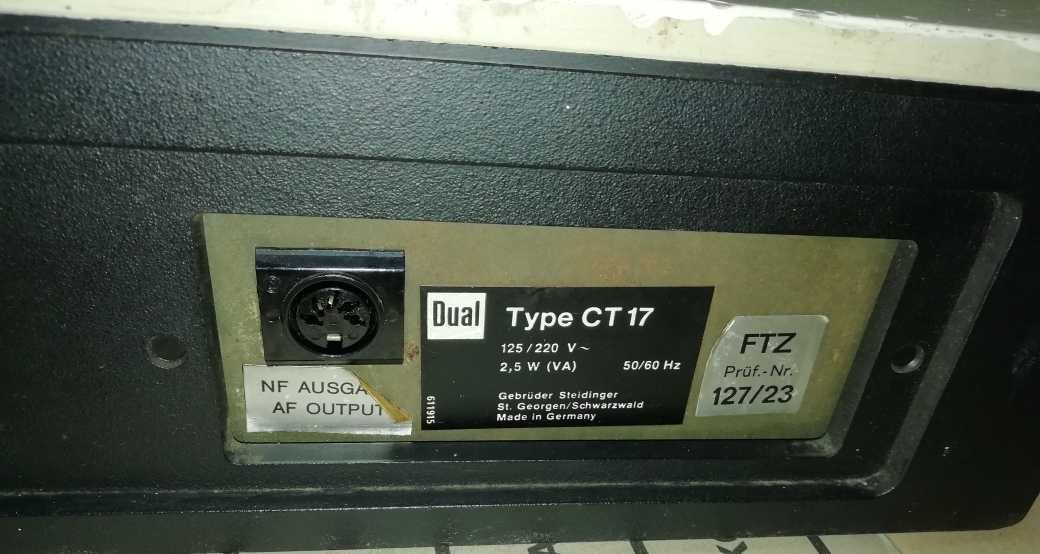 NF AUSGA
AF OUTPUT
Dual
Type CT 17
125/220 V~
2,5 W (VA) 50/60 Hz
Gebrüder Steidinger
St. Georgen/Schwarzwald
Made in Germany
611915
FTZ
Prüf.-Nr.
127/23